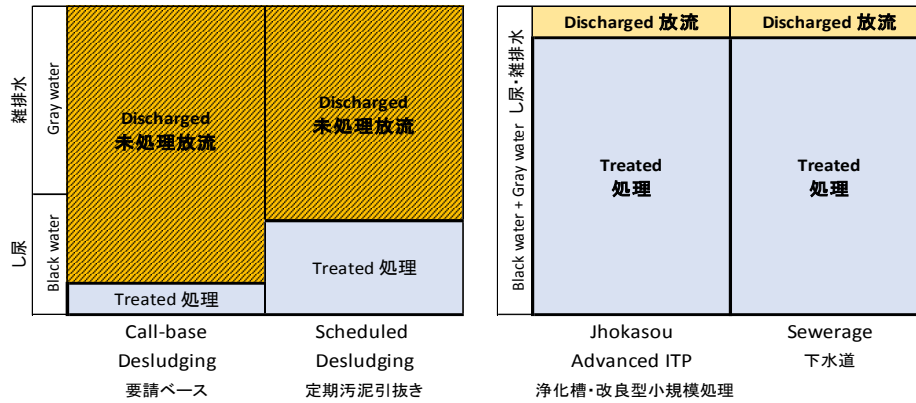 雑排水
Gray water
し尿
Black water
Discharged
未処理放流
Treated 処理
Discharged
未処理放流
Treated 処理
Call-base
Desludging
要請ベース
Scheduled
Desludging
定期汚泥引抜き
Black water + Gray water し尿・雑排水
Discharged 放流
Treated
処理
Discharged 放流
Treated
処理
Jhokasou
Advanced ITP
浄化槽・改良型小規模処理
Sewerage
下水道